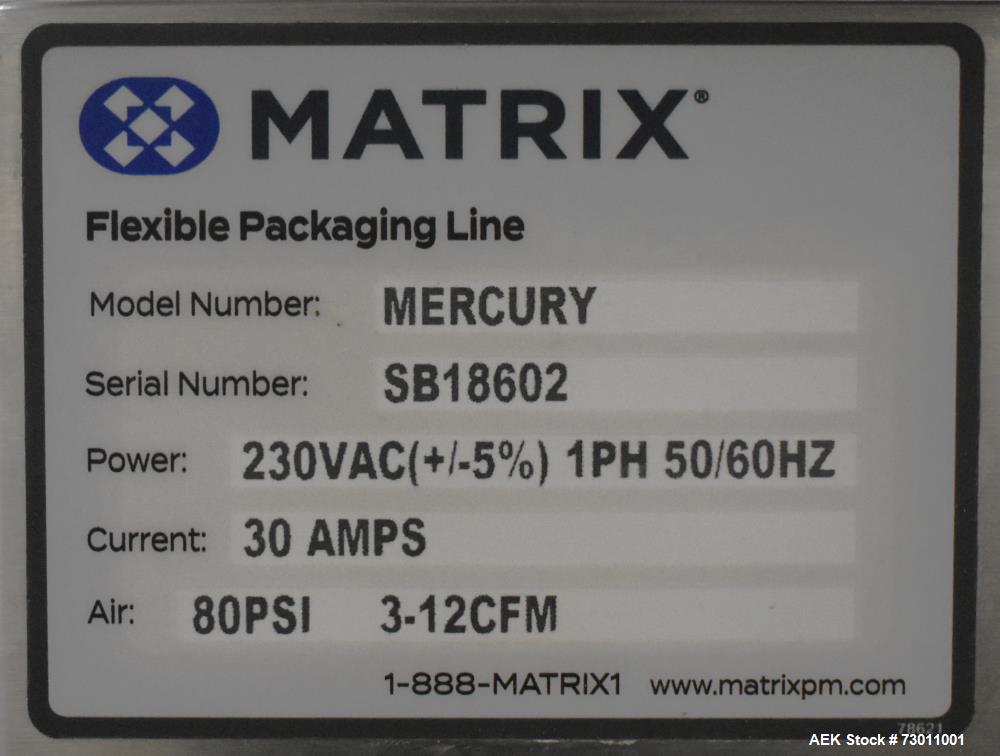 MATRIX®
Flexible Packaging Line
Model Number: MERCURY
Serial Number: SB18602
Power: 230VAC(+/-5%) 1PH 50/60HZ
Current: 30 AMPS
Air: 80PSI 3-12CFM
1-888-MATRIX1 www.matrixpm.com
78621
AEK Stock # 73011001